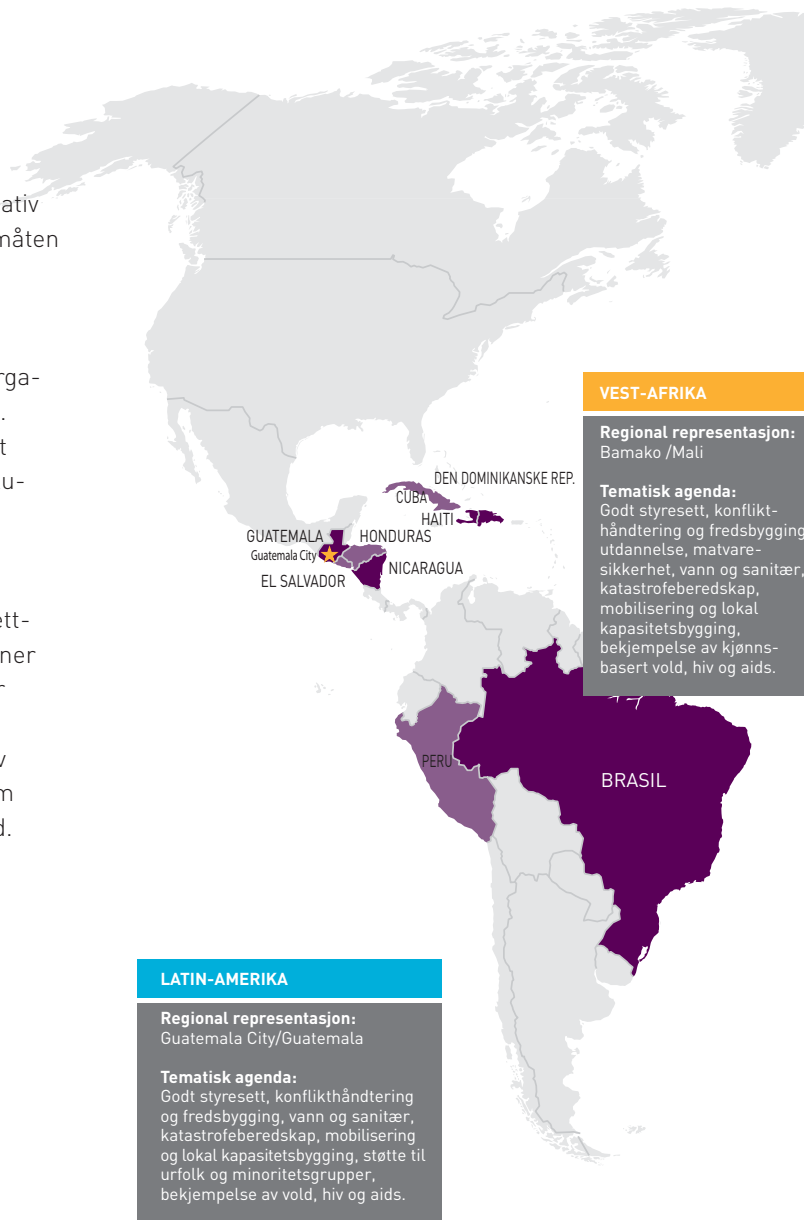 ativ
måten
rga-
.
t
u-
ett-
ner
r
v
m
d.
DEN DOMINIKANSKE REP.
CUBA
HAITI
GUATEMALA
HONDURAS
Guatemala City
NICARAGUA
EL SALVADOR
PERU
BRASIL
VEST-AFRIKA
Regional representasjon:
Bamako /Mali
Tematisk agenda:
Godt styresett, konflikt-
håndtering og fredsbygging
utdannelse, matvare-
sikkerhet, vann og sanitær,
katastrofeberedskap,
mobilisering og lokal
kapasitetsbygging,
bekjempelse av kjønns-
basert vold, hiv og aids.
LATIN-AMERIKA
Regional representasjon:
Guatemala City/Guatemala
Tematisk agenda:
Godt styresett, konflikthåndtering
og fredsbygging, vann og sanitær,
katastrofeberedskap, mobilisering
og lokal kapasitetsbygging, støtte til
urfolk og minoritetsgrupper,
bekjempelse av vold, hiv og aids.